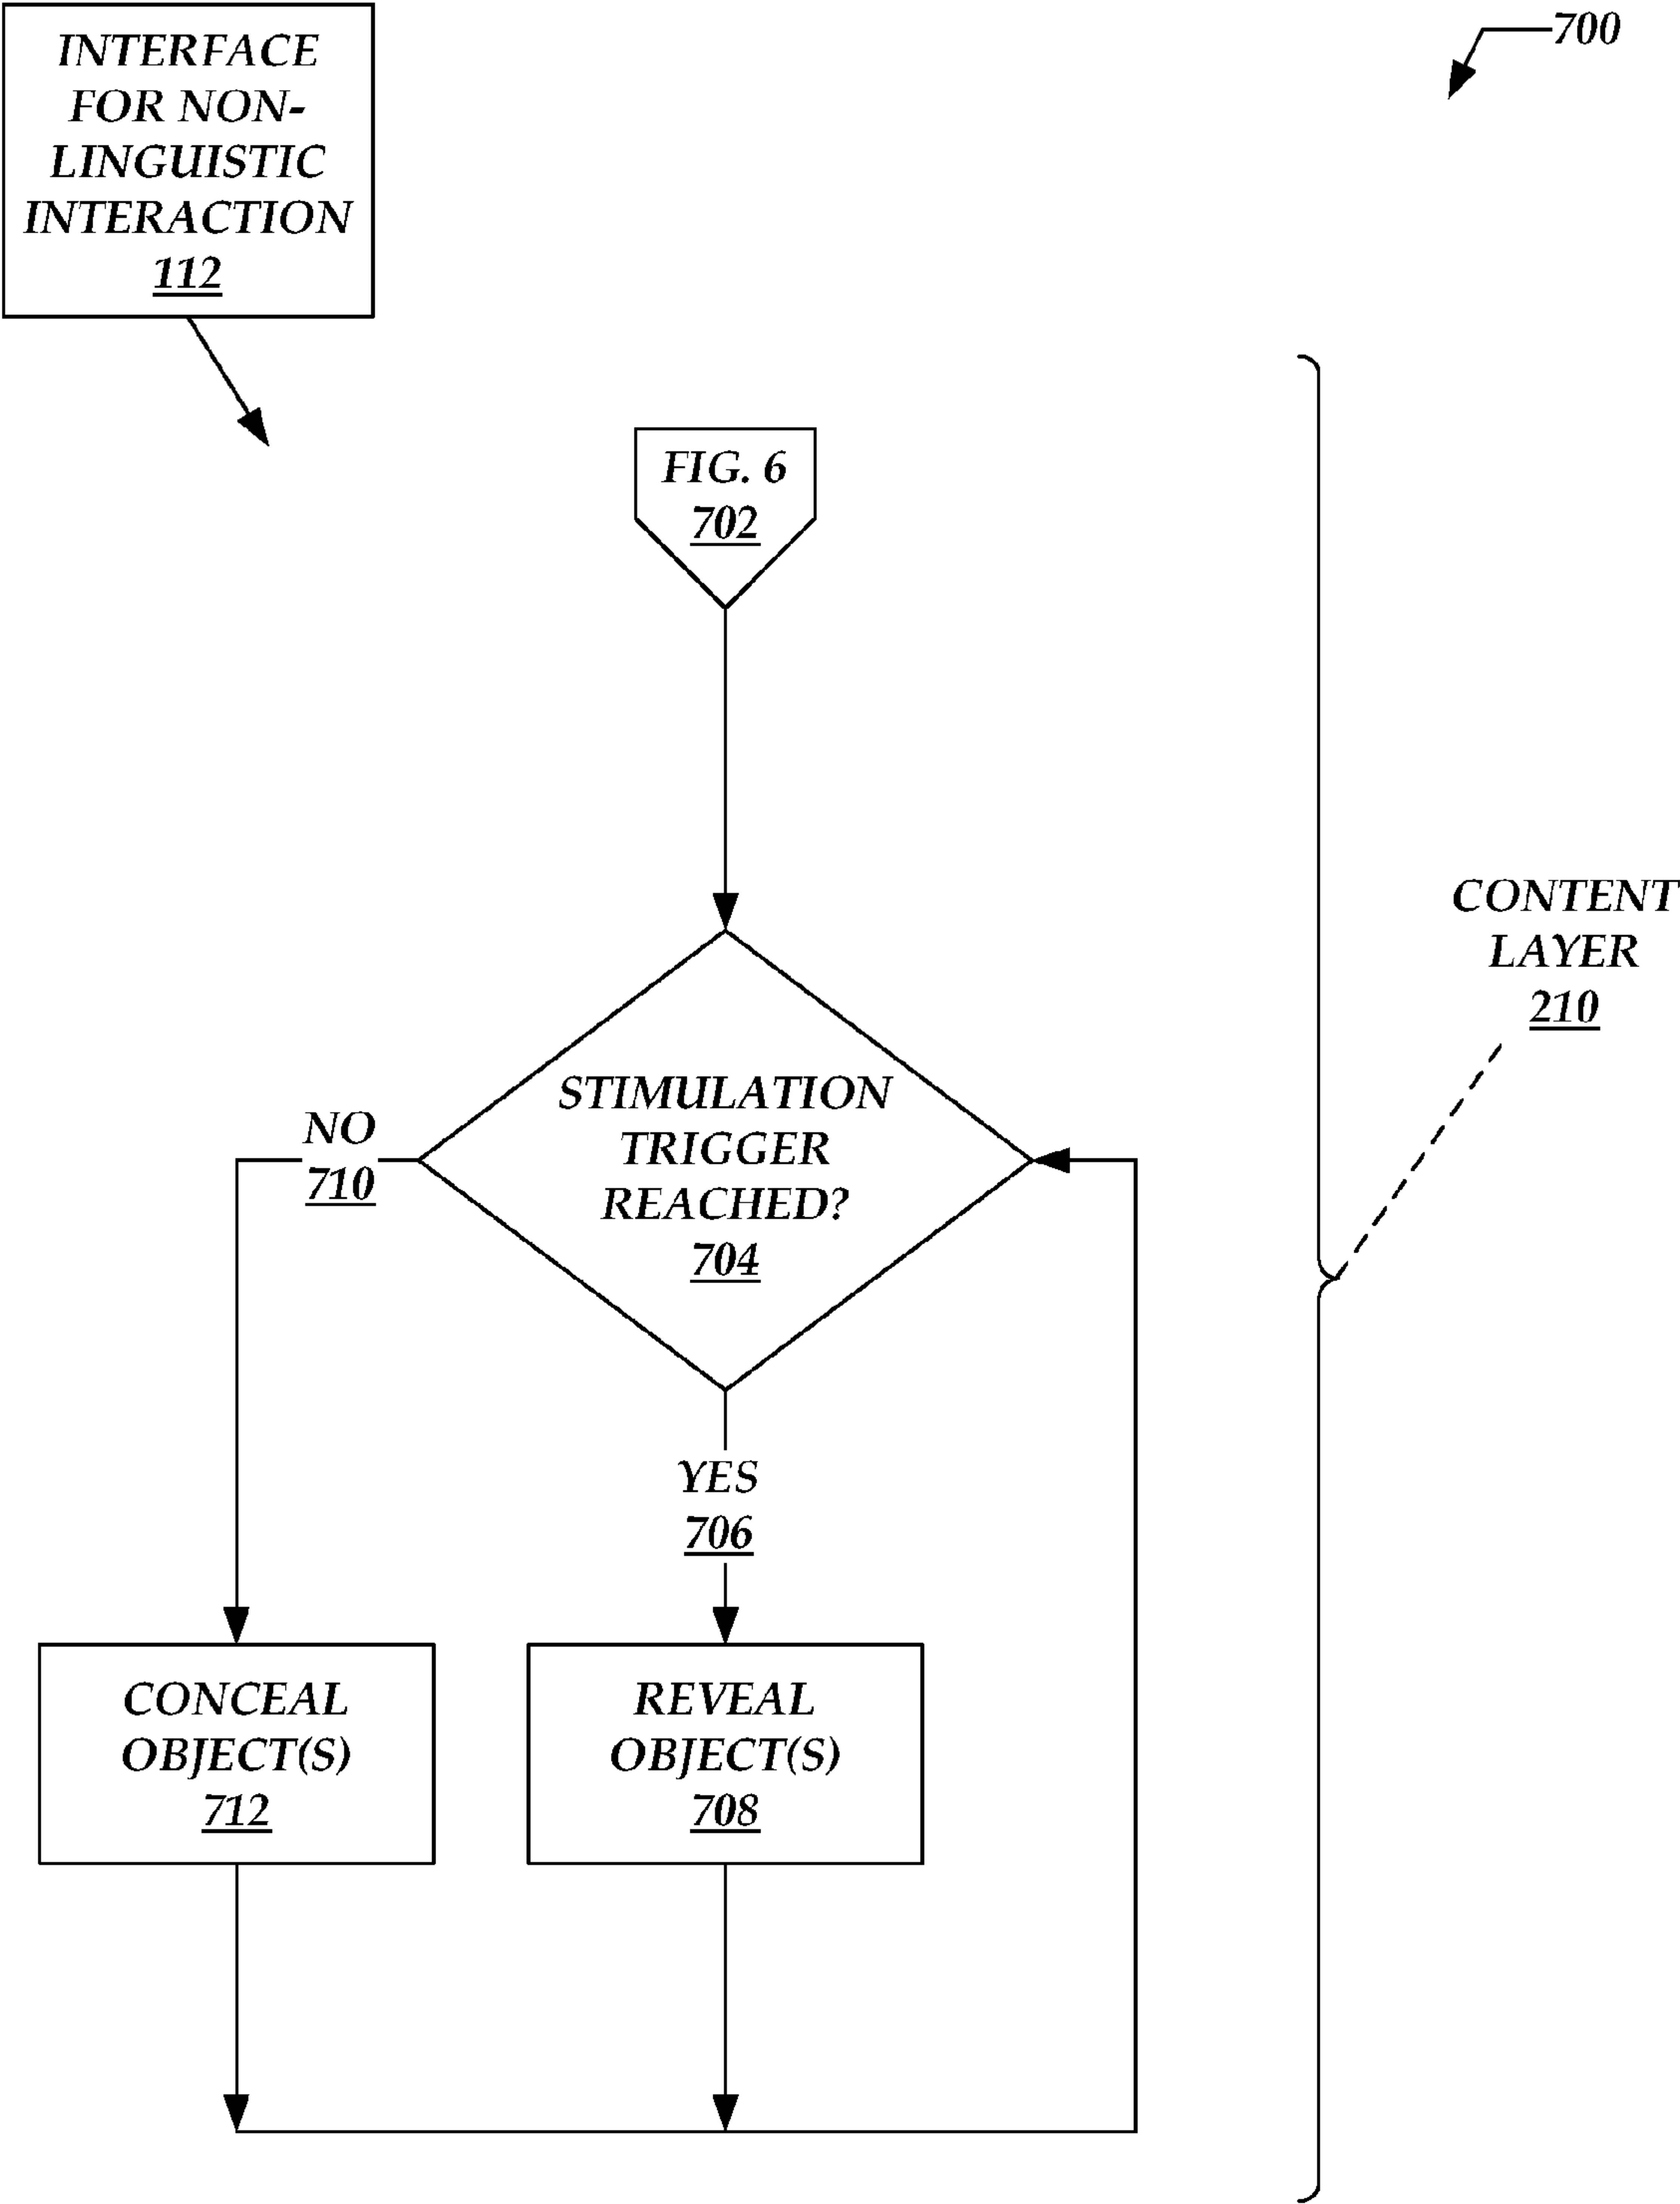 INTERFACE
FOR NON-
LINGUISTIC
INTERACTION
112
700
FIG. 6
702
CONTENT
LAYER
210
STIMULATION
TRIGGER
REACHED?
704
NO
710
YES
706
CONCEAL
OBJECT(S)
712
REVEAL
OBJECT(S)
708